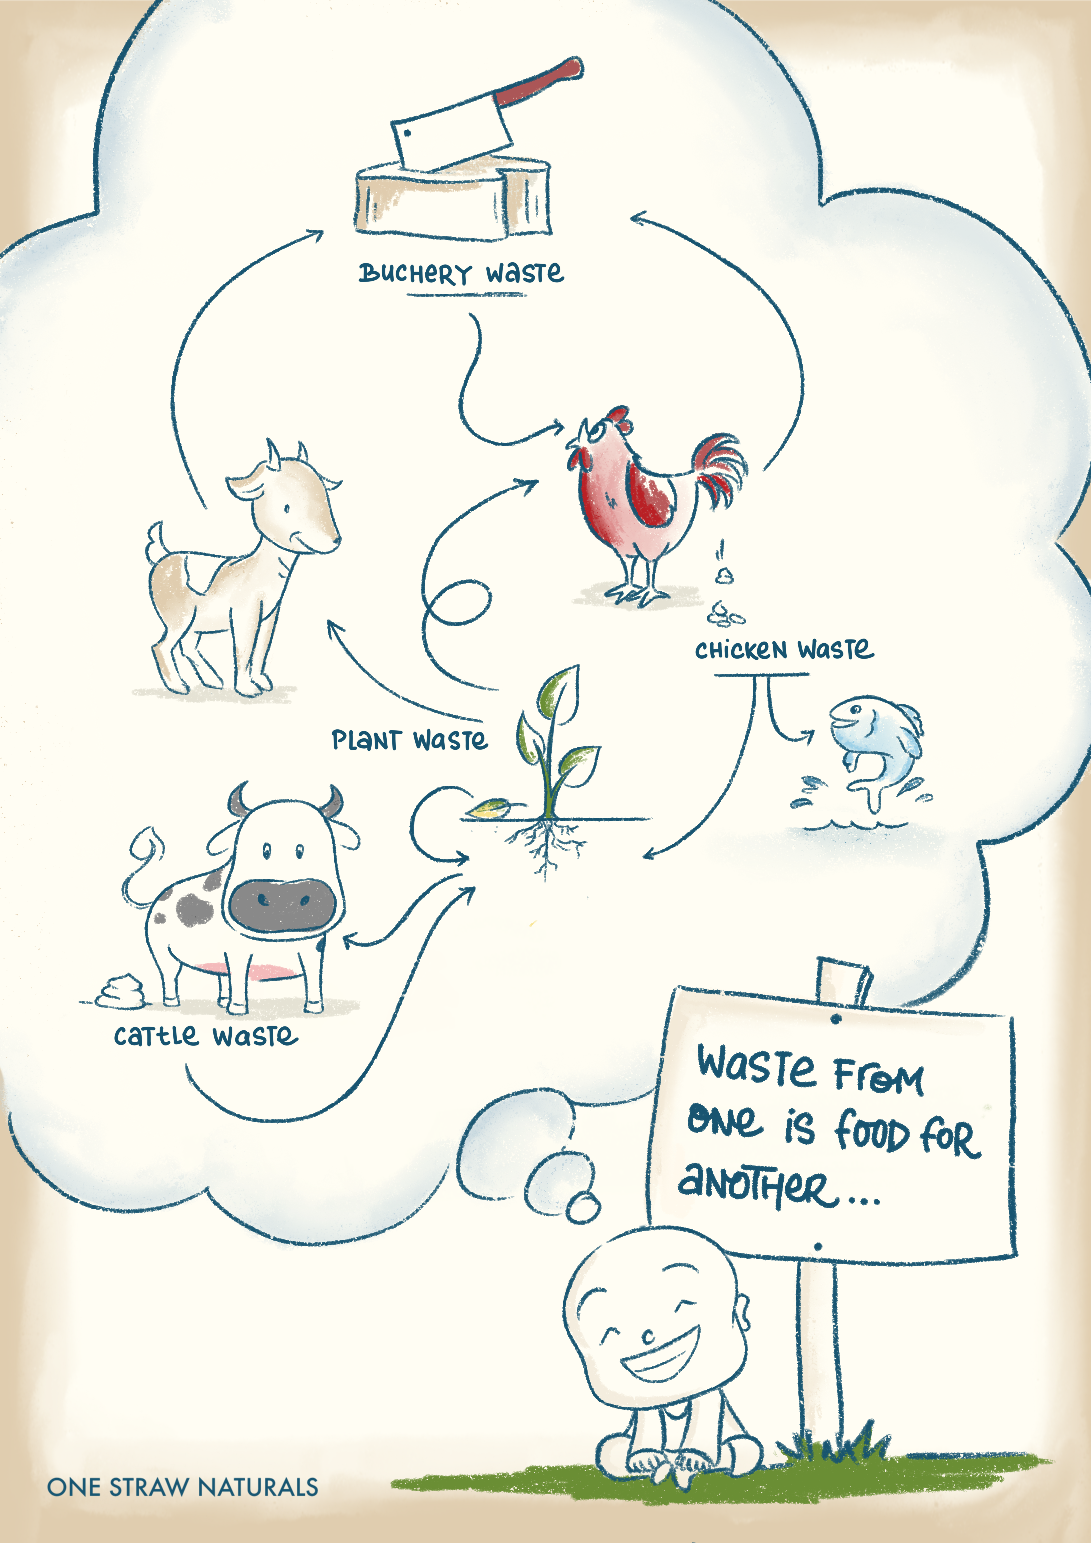 BUCHERY WASTE
CHICKEN WASTE
PLANT WASTE
CATTLE WASTE
WASTE FROM
ONE IS FOOD FOR
ANOTHER...
ONE STRAW NATURALS